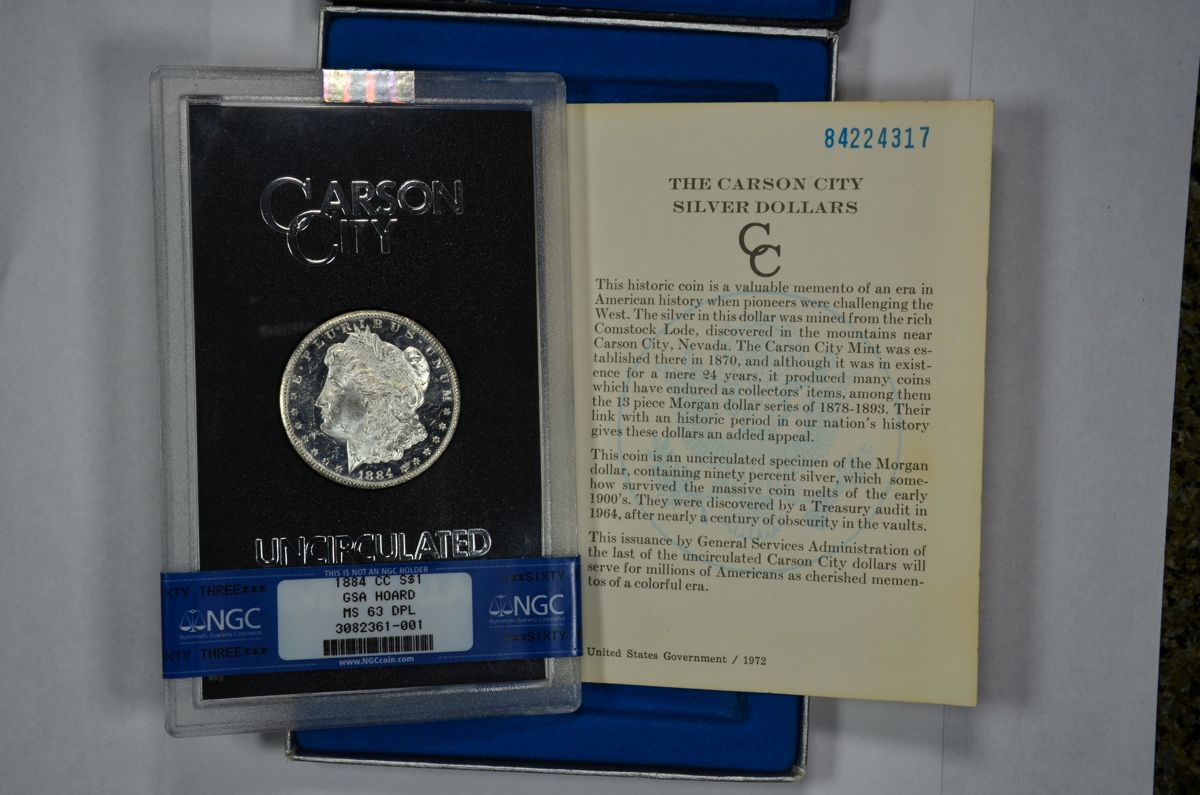 CARSON
CITY
E·PLURIBUS·UNUM
1884
UNCIRCULATED
THIS IS NOT AN NGC HOLDER
XTY THREE***
1884 CC S$1
***SIXTY
GSA HOARD
NGC
MS 63 DPL
NGC
Numismatic Guaranty Corporation
3082361-001
Numismatic Guaranty Corporation
XTY THREE***
***SIXTY
www.NGCcoin.com
84224317
THE CARSON CITY
SILVER DOLLARS
CC
This historic coin is a valuable memento of an era in
American history when pioneers were challenging the
West. The silver in this dollar was mined from the rich
Comstock Lode, discovered in the mountains near
Carson City, Nevada. The Carson City Mint was es-
tablished there in 1870, and although it was in exist-
ence for a mere 24 years, it produced many coins
which have endured as collectors' items, among them
the 13 piece Morgan dollar series of 1878-1893. Their
link with an historic period in our nation's history
gives these dollars an added appeal.
This coin is an uncirculated specimen of the Morgan
dollar, containing ninety percent silver, which some-
how survived the massive coin melts of the early
1900's. They were discovered by a Treasury audit in
1964, after nearly a century of obscurity in the vaults.
This issuance by General Services Administration of
the last of the uncirculated Carson City dollars will
serve for millions of Americans as cherished memen-
tos of a colorful era.
United States Government / 1972